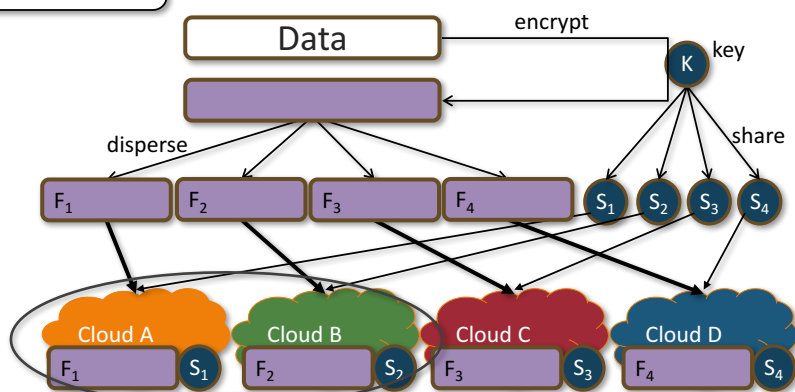 encrypt
Data
K
key
disperse
share
F1
F2
F3
F4
S1
S2
S3
S4
Cloud A
Cloud B
Cloud C
Cloud D
F1
S1
F2
S2
F3
S3
F4
S4